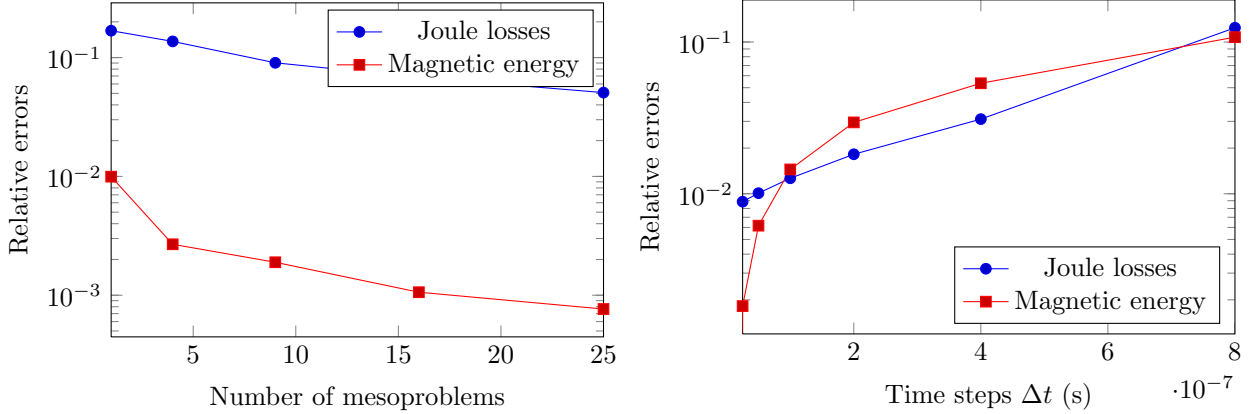 10^{-1}
10^{-2}
10^{-3}
Relative errors
5
10
15
20
25
Number of mesoproblems
Joule losses
Magnetic energy
10^{-1}
10^{-2}
Relative errors
2
4
6
8
Time steps Δt (s)
·10^{-7}
Joule losses
Magnetic energy